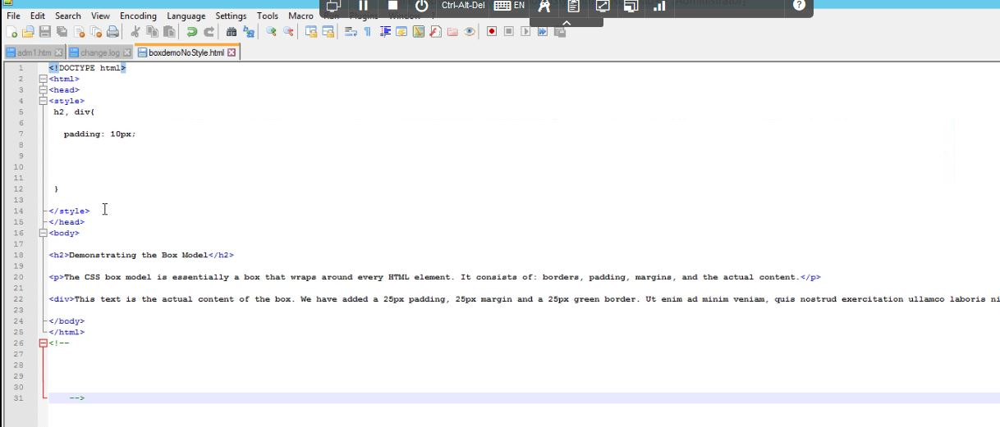 Ctrl-Alt-Del EN ?
File Edit Search View Encoding Language Settings Tools Macro Run Plugins Window
adm1.htm change.log boxdemoNoStyle.html
1 <!DOCTYPE html>
2 <html>
3 <head>
4 <style>
5 h2, div{
6
7 padding: 10px;
8
9
10
11
12 }
13
14 </style>
15 </head>
16 <body>
17
18 <h2>Demonstrating the Box Model</h2>
19
20 <p>The CSS box model is essentially a box that wraps around every HTML element. It consists of: borders, padding, margins, and the actual content.</p>
21
22 <div>This text is the actual content of the box. We have added a 25px padding, 25px margin and a 25px green border. Ut enim ad minim veniam, quis nostrud exercitation ullamco laboris ni
23
24 </body>
25 </html>
26 <!--
27
28
29
30
31 -->